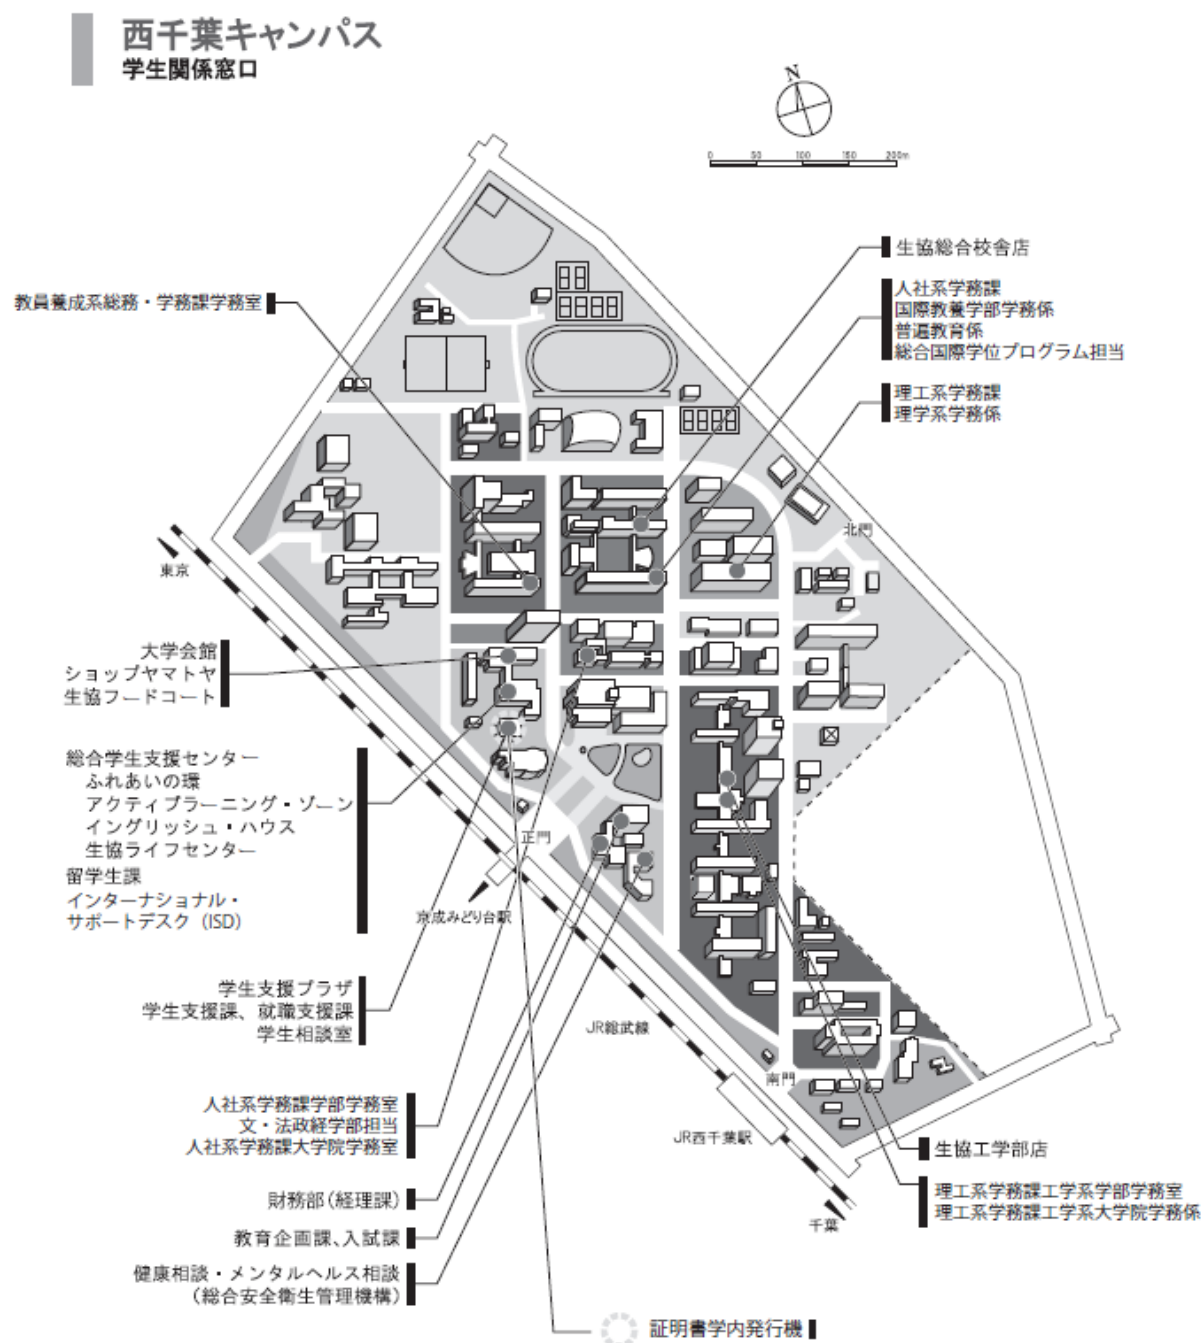 西千葉キャンパス
学生関係窓口
N
0 50 100 150 200m
生協総合校舎店
人社系学務課
国際教養学部学務係
普遍教育係
総合国際学位プログラム担当
教員養成系総務・学務課学務室
理工系学務課
理学系学務係
北門
東京
大学会館
ショップヤマトヤ
生協フードコート
総合学生支援センター
ふれあいの環
アクティブラーニング・ゾーン
イングリッシュ・ハウス
生協ライフセンター
留学生課
インターナショナル・
サポートデスク（ISD）
正門
京成みどり台駅
学生支援プラザ
学生支援課、就職支援課
学生相談室
JR総武線
南門
人社系学務課学部学務室
文・法政経学部担当
人社系学務課大学院学務室
JR西千葉駅
生協工学部店
財務部（経理課）
理工系学務課工学系学部学務室
理工系学務課工学系大学院学務係
千葉
教育企画課、入試課
健康相談・メンタルヘルス相談
（総合安全衛生管理機構）
証明書学内発行機